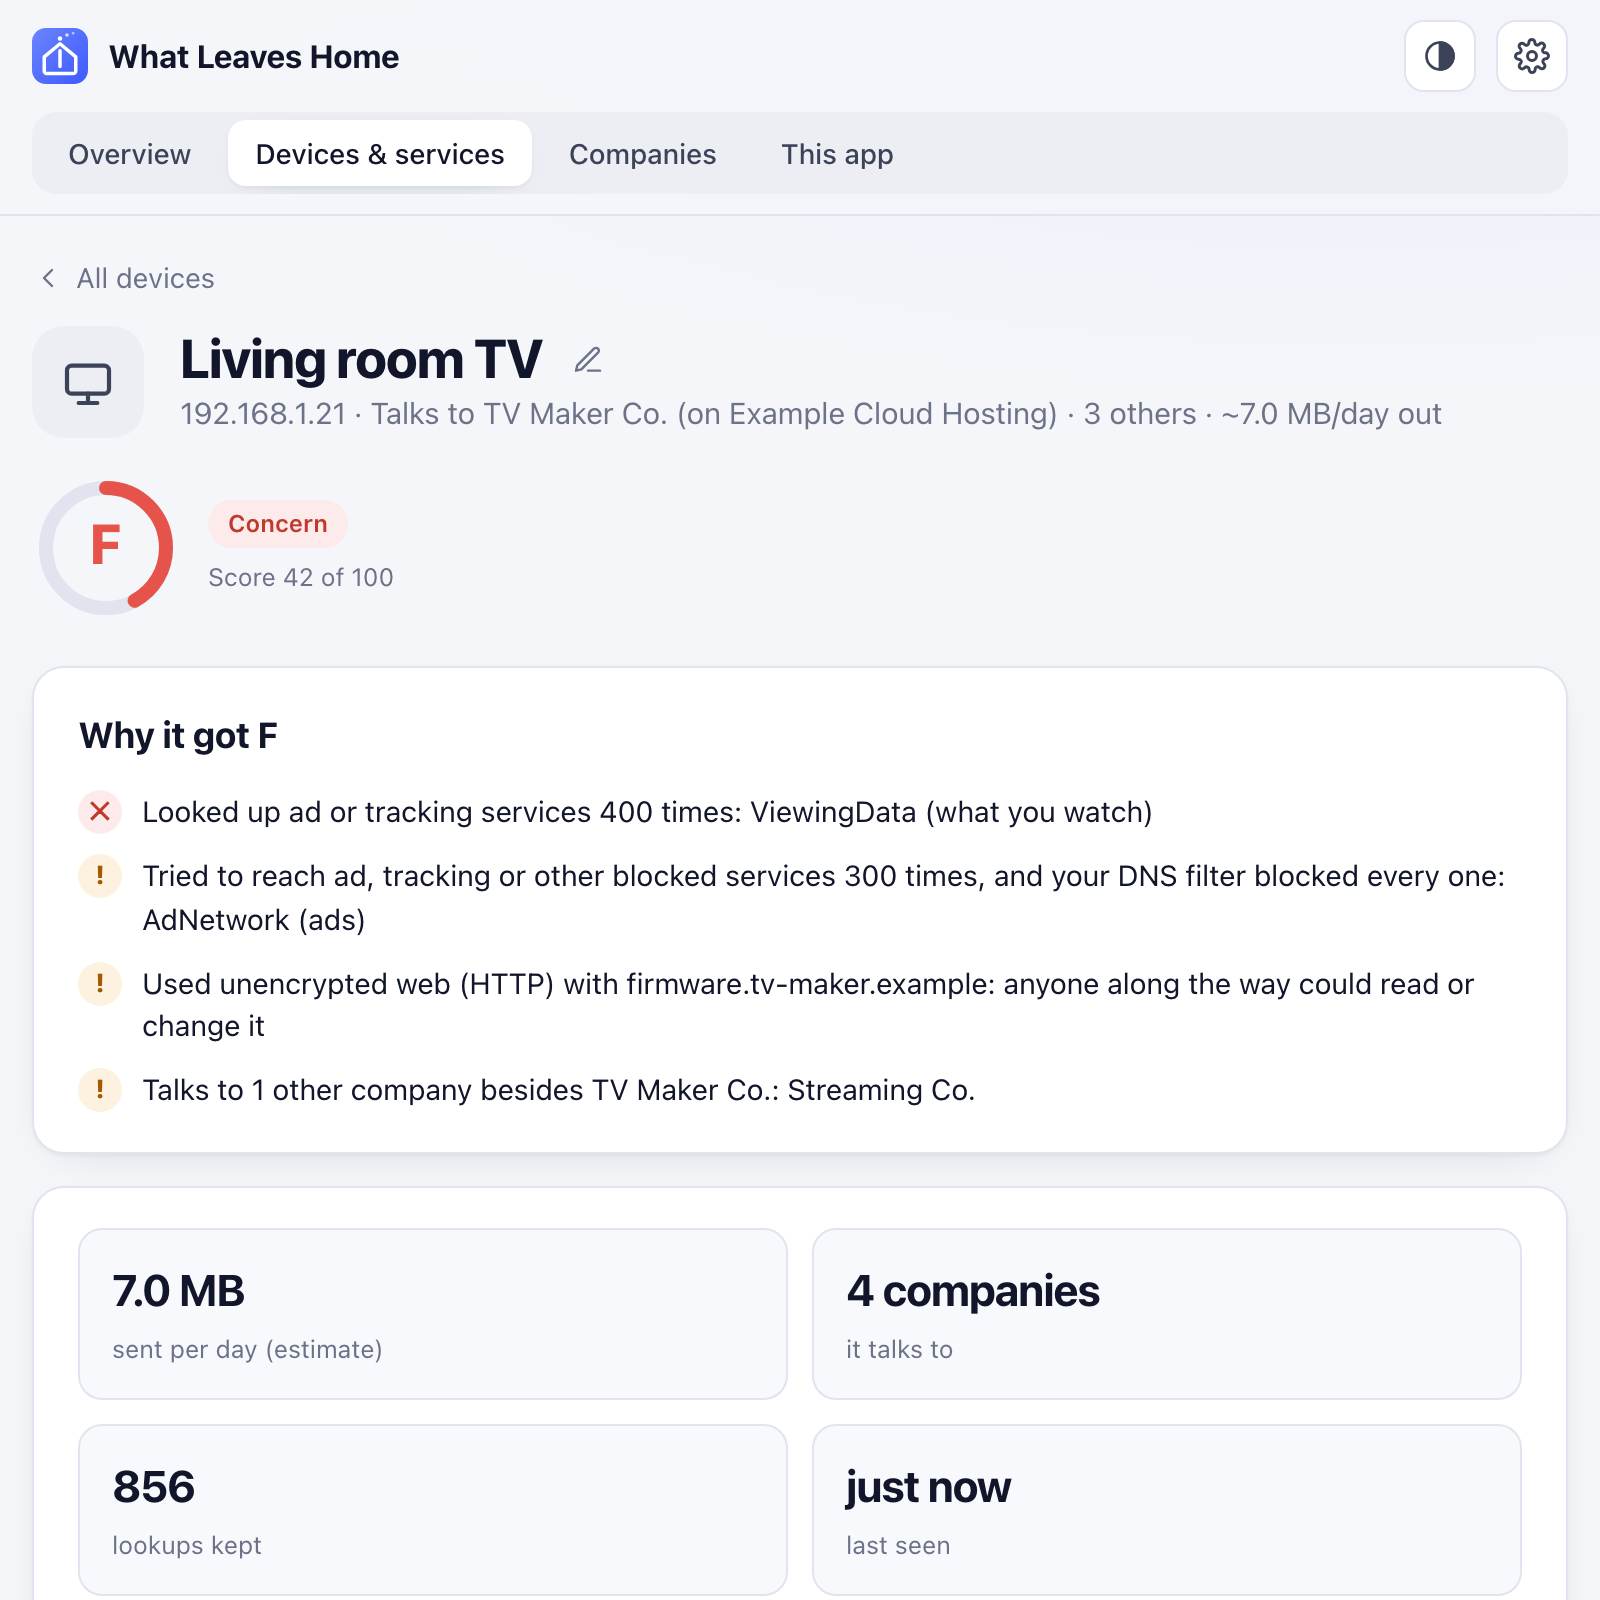 What Leaves Home
Overview
Devices & services
Companies
This app
All devices
Living room TV
192.168.1.21 · Talks to TV Maker Co. (on Example Cloud Hosting) · 3 others · ~7.0 MB/day out
F
Concern
Score 42 of 100
Why it got F
Looked up ad or tracking services 400 times: ViewingData (what you watch)
! Tried to reach ad, tracking or other blocked services 300 times, and your DNS filter blocked every one:
AdNetwork (ads)
! Used unencrypted web (HTTP) with firmware.tv-maker.example: anyone along the way could read or
change it
! Talks to 1 other company besides TV Maker Co.: Streaming Co.
7.0 MB
sent per day (estimate)
4 companies
it talks to
856
lookups kept
just now
last seen